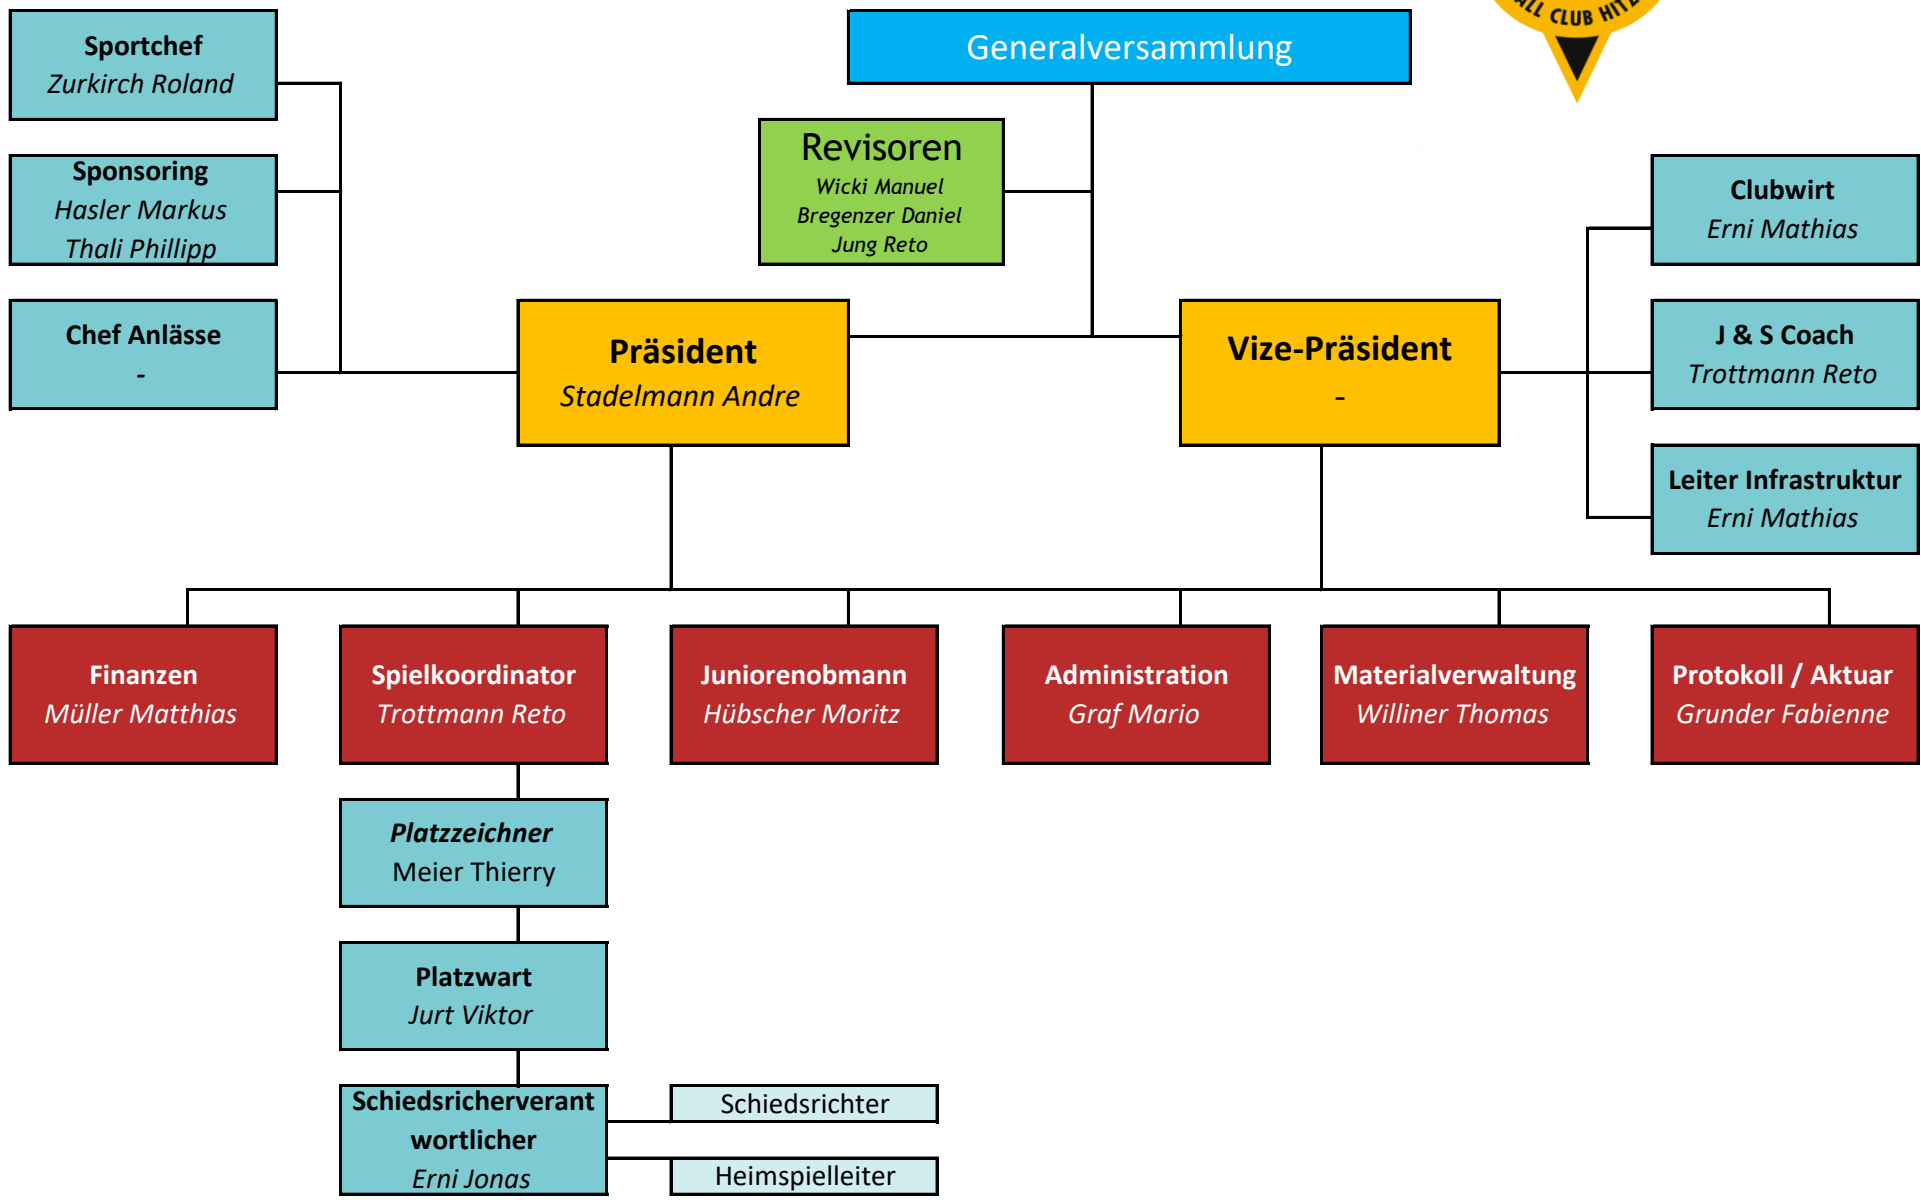 CLUB
Sportchef
Zurkirch Roland
Generalversammlung
Revisoren
Wicki Manuel
Bregenzer Daniel
Jung Reto
Sponsoring
Hasler Markus
Thali Phillipp
Clubwirt
Erni Mathias
Chef Anlässe
-
Präsident
Stadelmann Andre
Vize-Präsident
-
J & S Coach
Trottmann Reto
Leiter Infrastruktur
Erni Mathias
Finanzen
Müller Matthias
Spielkoordinator
Trottmann Reto
Juniorenobmann
Hübscher Moritz
Administration
Graf Mario
Materialverwaltung
Williner Thomas
Protokoll / Aktuar
Grunder Fabienne
Platzzeichner
Meier Thierry
Platzwart
Jurt Viktor
Schiedsricherverant
wortlicher
Erni Jonas
Schiedsrichter
Heimspielleiter